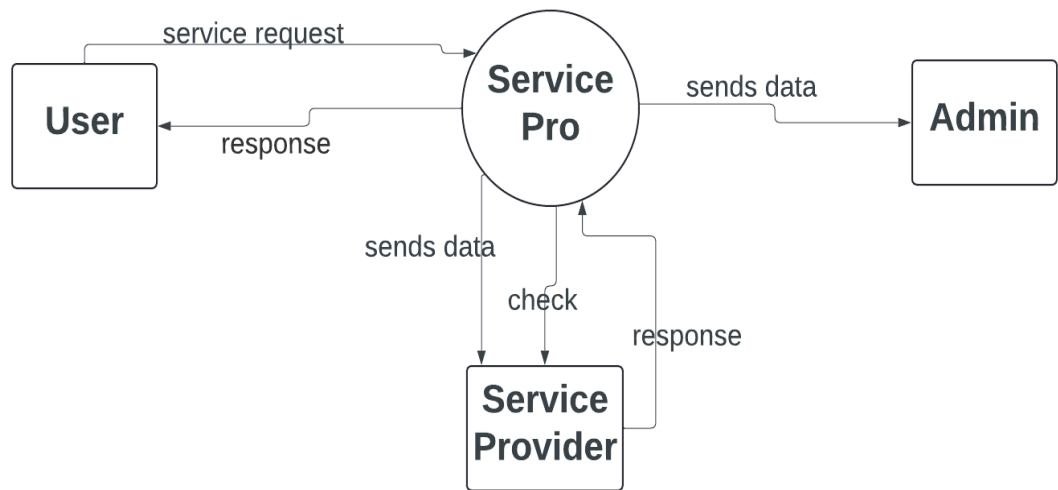 service request
Service
Pro
sends data
User
Admin
response
sends data
check
response
Service
Provider